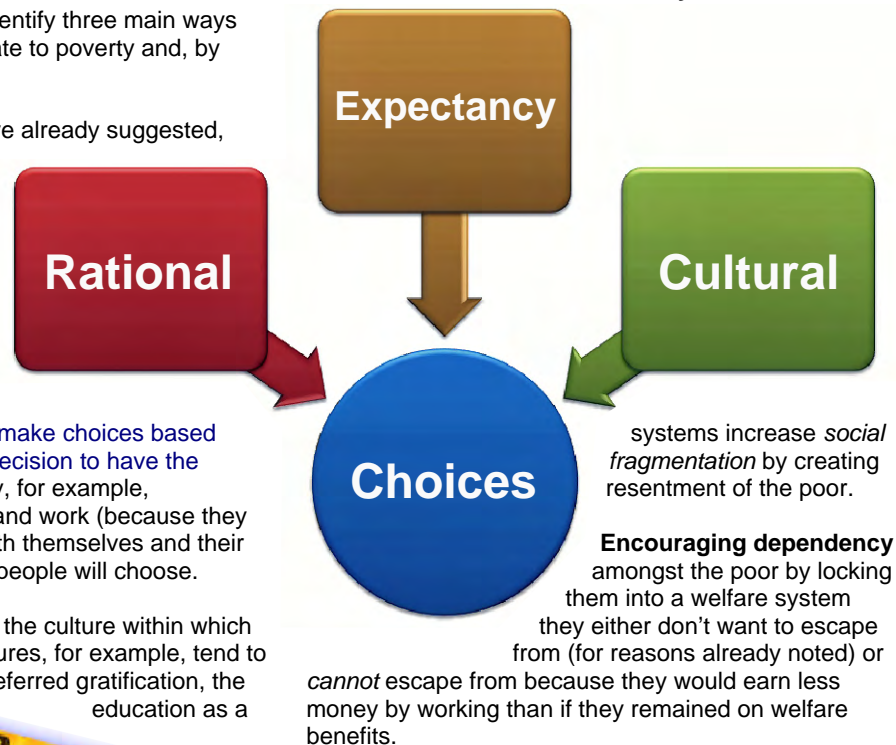 entify three main ways
ate to poverty and, by
e already suggested,
Expectancy
Rational
Cultural
Choices
make choices based
ecision to have the
y, for example,
and work (because they
th themselves and their
people will choose.
the culture within which
ures, for example, tend to
eferred gratification, the
education as a
systems increase social
fragmentation by creating
resentment of the poor.
Encouraging dependency
amongst the poor by locking
them into a welfare system
they either don't want to escape
from (for reasons already noted) or
cannot escape from because they would earn less
money by working than if they remained on welfare
benefits.